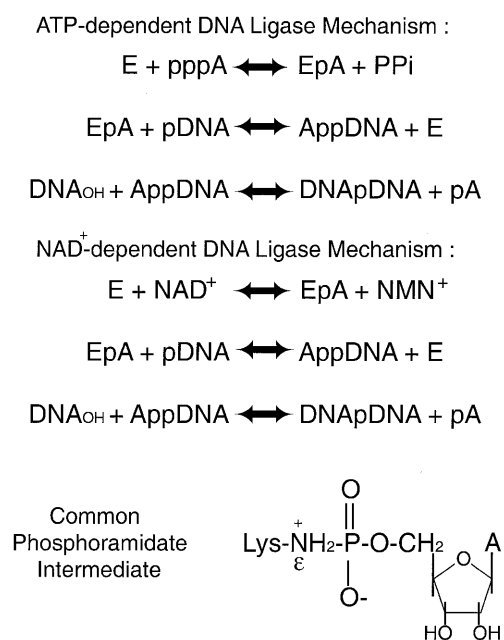 ATP-dependent DNA Ligase Mechanism :
E + pppA ⟷ EpA + PPi
EpA + pDNA ⟷ AppDNA + E
DNAOH + AppDNA ⟷ DNApDNA + pA
NAD+-dependent DNA Ligase Mechanism :
E + NAD+ ⟷ EpA + NMN+
EpA + pDNA ⟷ AppDNA + E
DNAOH + AppDNA ⟷ DNApDNA + pA
Common
Phosphoramidate
Intermediate
O
Lys-NH2-P-O-CH2 A
+
ε
O-
O
HO OH